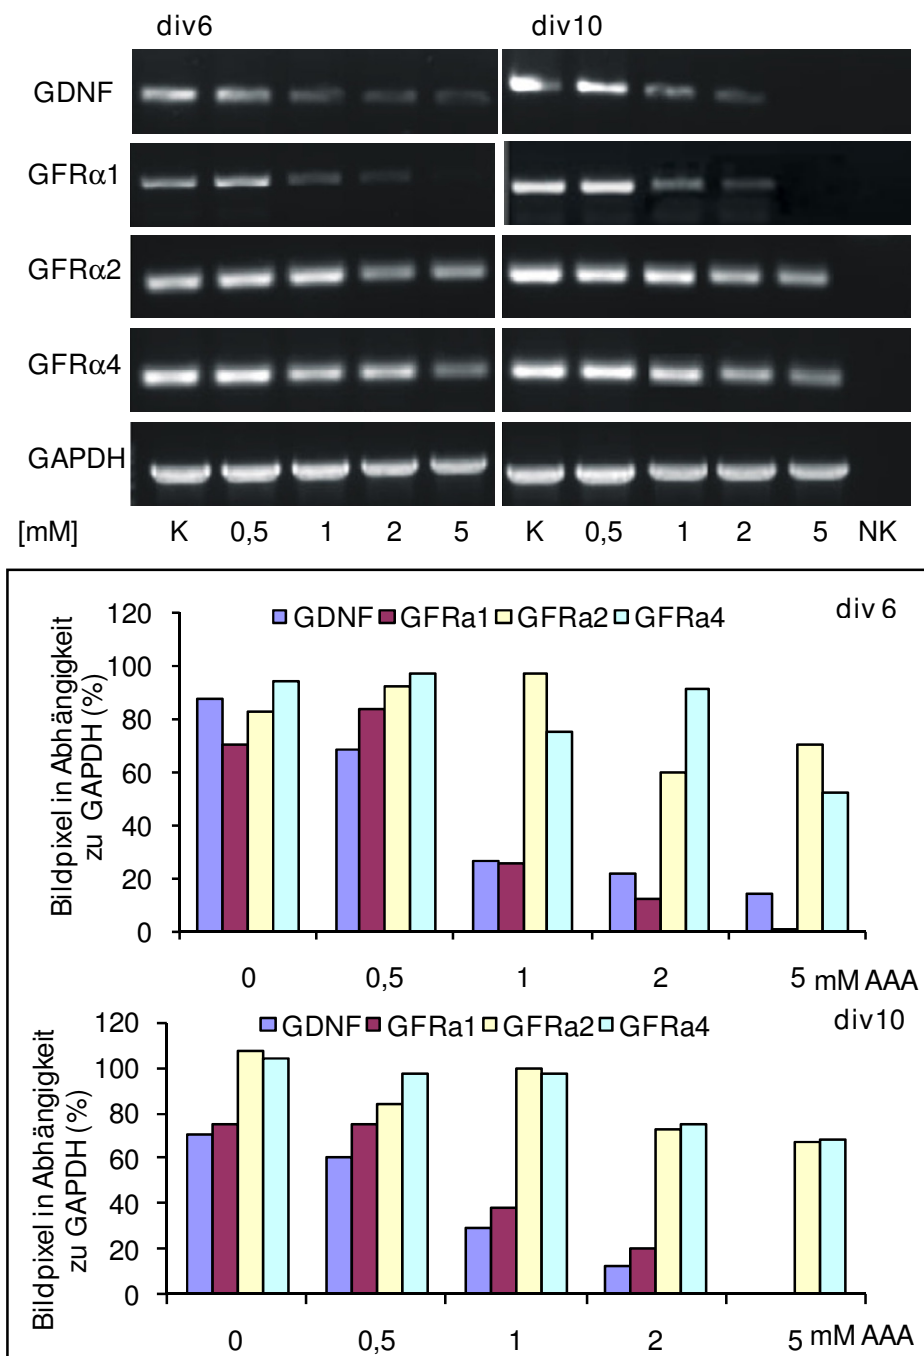 div6 div10
GDNF
GFRα1
GFRα2
GFRα4
GAPDH
[mM] K 0,5 1 2 5 K 0,5 1 2 5 NK
div 6
GDNF GFRa1 GFRa2 GFRa4
Bildpixel in Abhängigkeit
zu GAPDH (%)
120
100
80
60
40
20
0
0 0,5 1 2 5 mM AAA
div10
GDNF GFRa1 GFRa2 GFRa4
Bildpixel in Abhängigkeit
zu GAPDH (%)
120
100
80
60
40
20
0
0 0,5 1 2 5 mM AAA